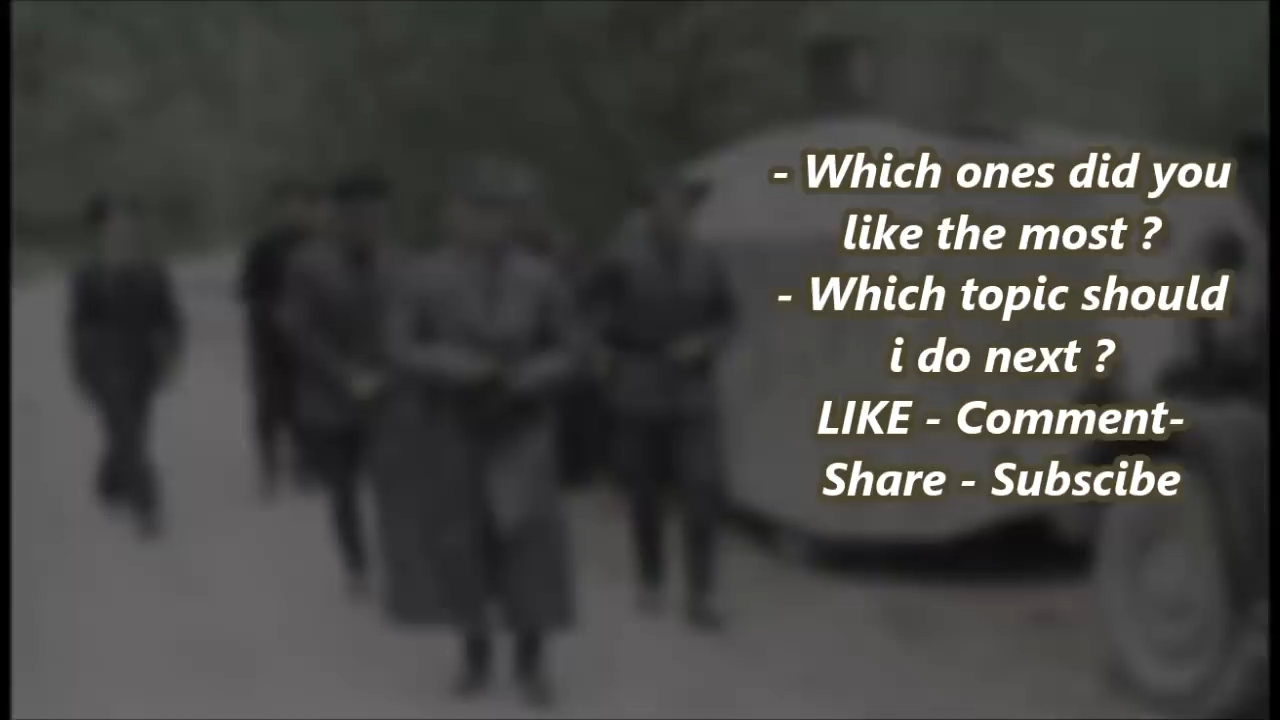 - Which ones did you
like the most ?
- Which topic should
i do next ?
LIKE - Comment-
Share - Subscibe